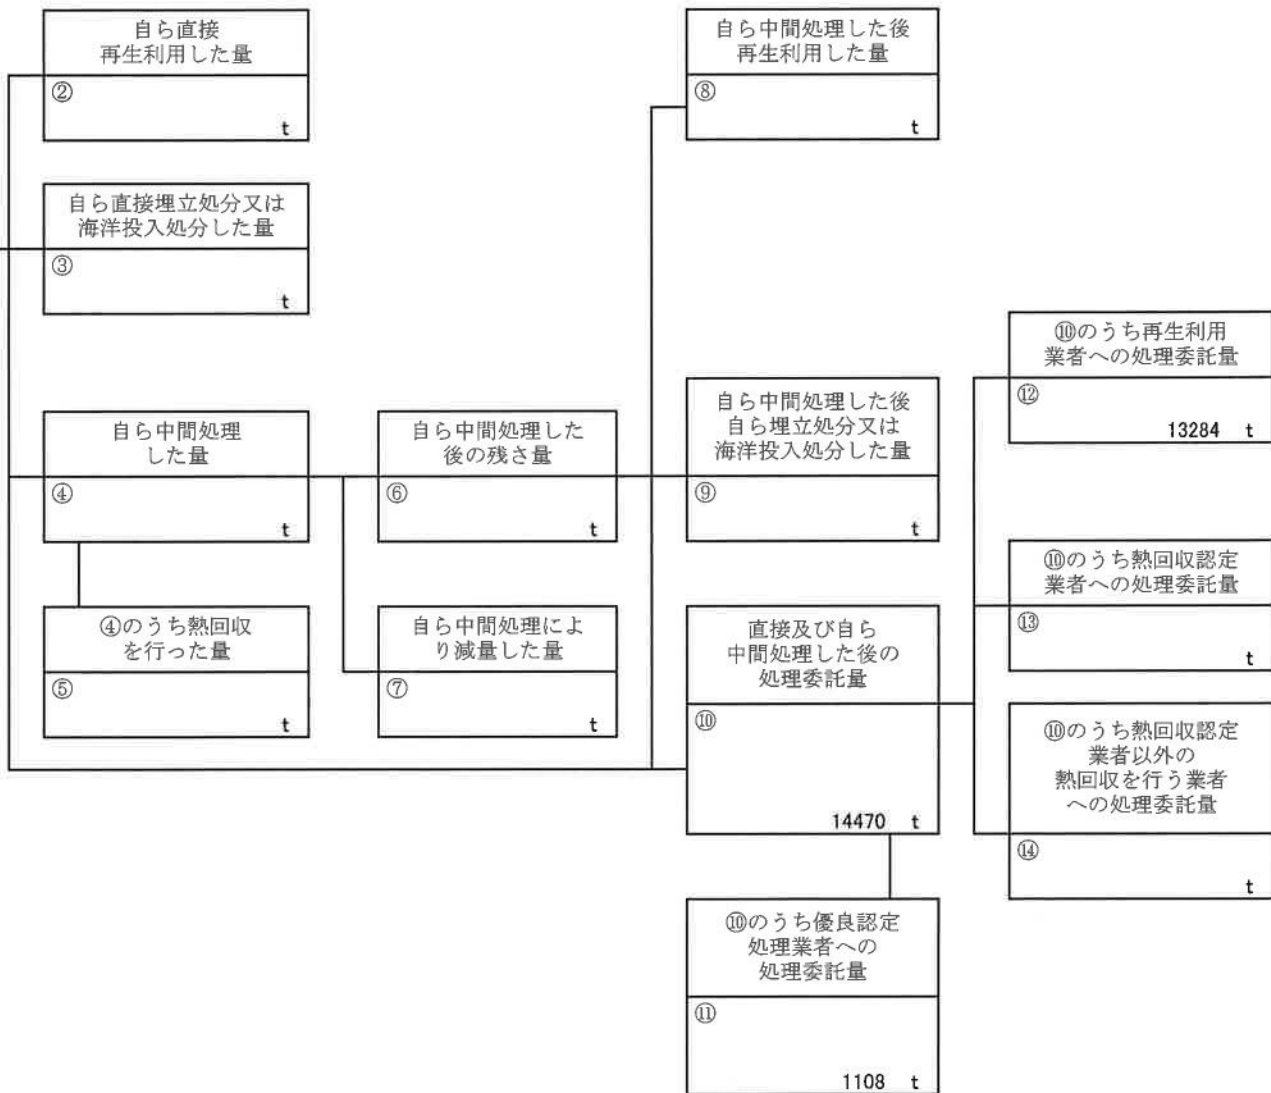 自ら直接
再生利用した量
②
t
自ら中間処理した後
再生利用した量
⑧
t
自ら直接埋立処分又は
海洋投入処分した量
③
t
⑩のうち再生利用
業者への処理委託量
⑫
13284 t
自ら中間処理
した量
④
t
自ら中間処理した
後の残さ量
⑥
t
自ら中間処理した後
自ら埋立処分又は
海洋投入処分した量
⑨
t
⑩のうち熱回収認定
業者への処理委託量
⑬
t
④のうち熱回収
を行った量
⑤
t
自ら中間処理によ
り減量した量
⑦
t
直接及び自ら
中間処理した後の
処理委託量
⑩
14470 t
⑩のうち熱回収認定
業者以外の
熱回収を行う業者
への処理委託量
⑭
t
⑩のうち優良認定
処理業者への
処理委託量
⑪
1108 t